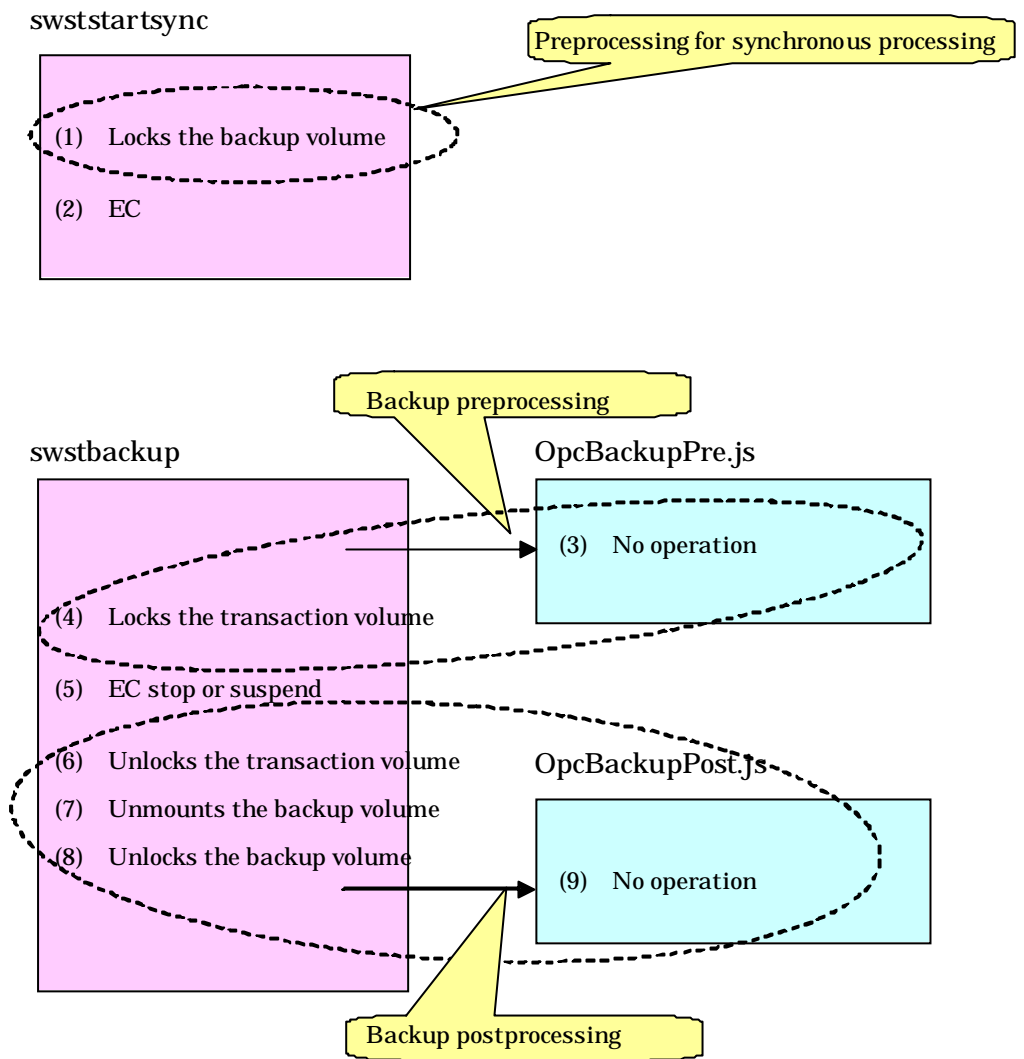 swststartsync
Preprocessing for synchronous processing
(1) Locks the backup volume
(2) EC
Backup preprocessing
swstbackup
OpcBackupPre.js
(3) No operation
(4) Locks the transaction volume
(5) EC stop or suspend
(6) Unlocks the transaction volume
OpcBackupPost.js
(7) Unmounts the backup volume
(8) Unlocks the backup volume
(9) No operation
Backup postprocessing